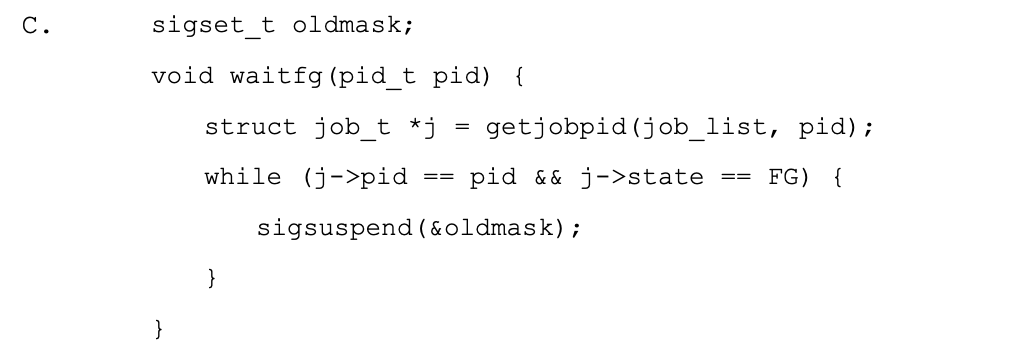 C. sigset_t oldmask;
void waitfg(pid_t pid) {
struct job_t *j = getjobpid(job_list, pid);
while (j->pid == pid && j->state == FG) {
sigsuspend(&oldmask);
}
}